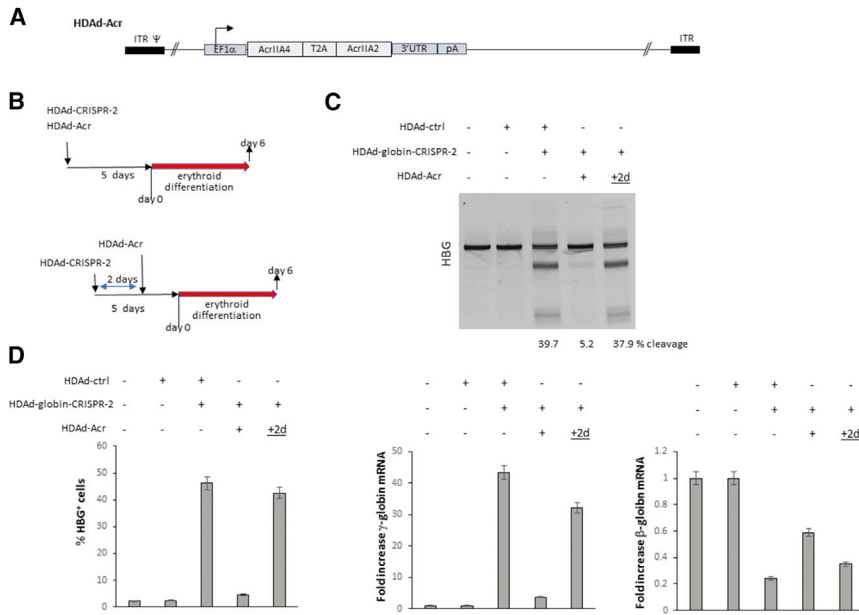 A
HDAd-Acr
ITR Ψ
EF1α AcrIIA4 T2A AcrIIA2 3'UTR pA
ITR
B
HDAd-CRISPR-2
HDAd-Acr
day 6
5 days
erythroid
differentiation
day 0
HDAd-Acr
HDAd-CRISPR-2
2 days
day 6
5 days
erythroid
differentiation
day 0
C
HDAd-ctrl - + + - -
HDAd-globin-CRISPR-2 - - + + +
HDAd-Acr - - - + +2d
HBG
39.7 5.2 37.9 % cleavage
D
HDAd-ctrl - + + - -
HDAd-globin-CRISPR-2 - - + + +
HDAd-Acr - - - + +2d
% HBG⁺ cells
60
50
40
30
20
10
0
- + + - -
- - + + +
- - - + +2d
Fold increase γ-globin mRNA
50
40
30
20
10
0
- + + - -
- - + + +
- - - + +2d
Fold increase β-gloibn mRNA
1.2
1
0.8
0.6
0.4
0.2
0